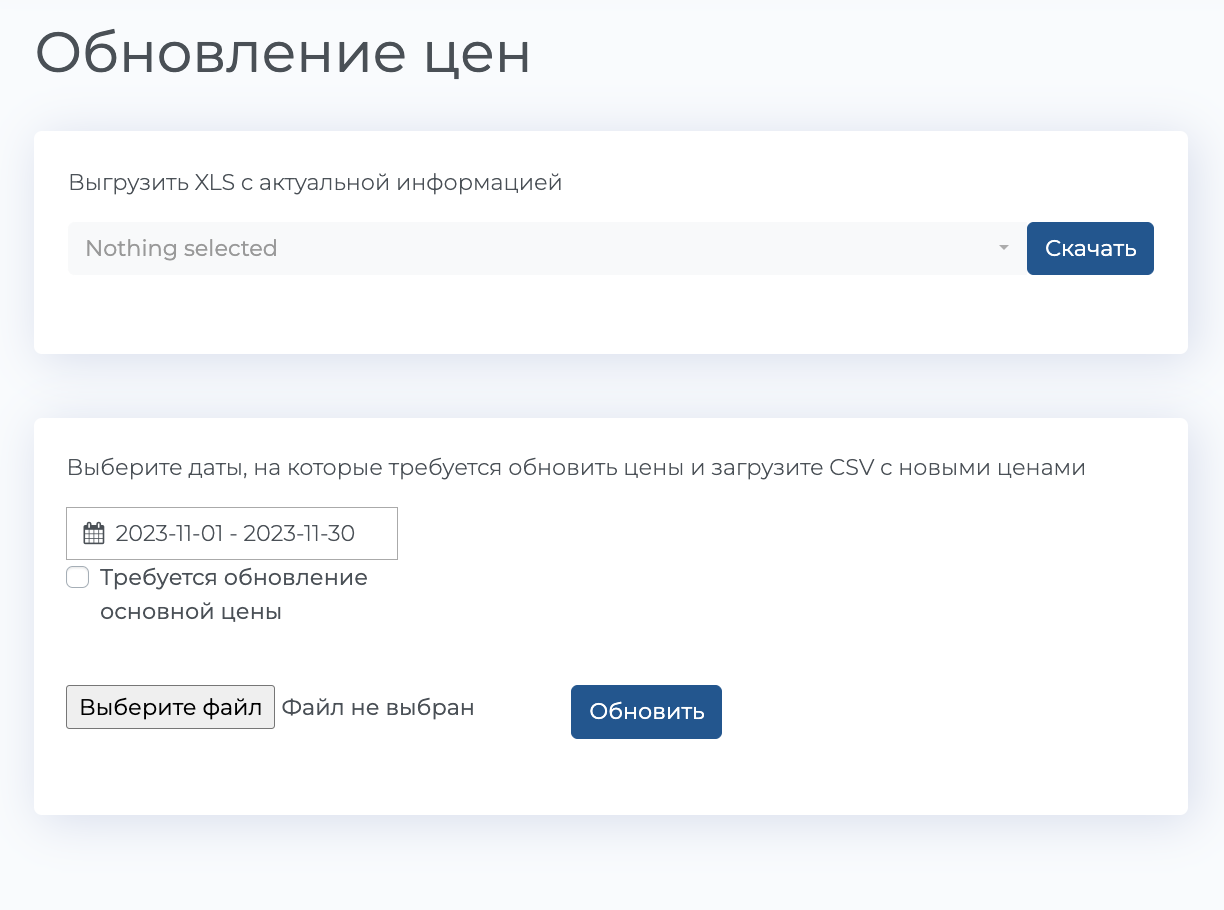 Обновление цен
Выгрузить XLS с актуальной информацией
Nothing selected
Скачать
Выберите даты, на которые требуется обновить цены и загрузите CSV с новыми ценами
2023-11-01 - 2023-11-30
Требуется обновление
основной цены
Выберите файл Файл не выбран
Обновить